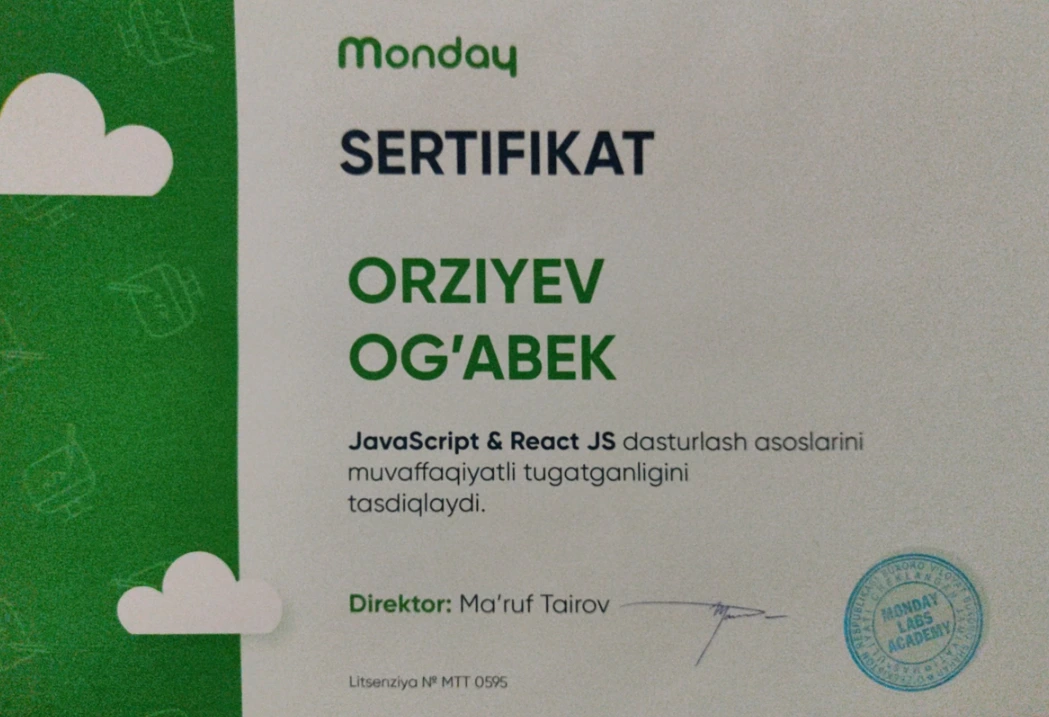 Monday
SERTIFIKAT
ORZIYEV
OG'ABEK
JavaScript & React JS dasturlash asoslarini
muvaffaqiyatli tugatganligini
tasdiqlaydi.
Direktor: Ma'ruf Tairov
MONDAY
LABS
ACADEMY
Litsenziya № MTT 0595